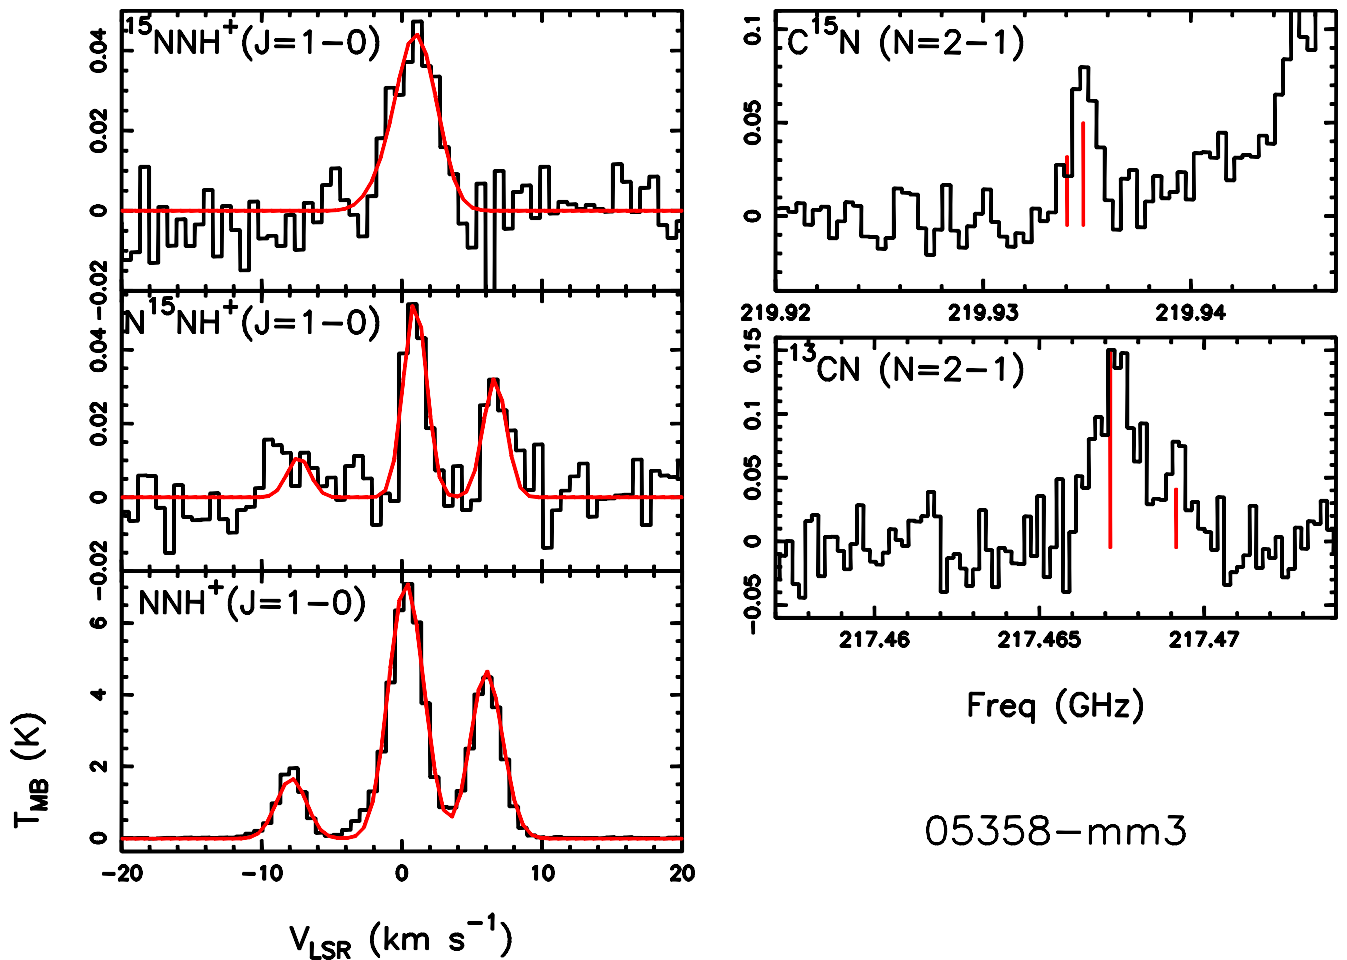 ¹⁵NNH⁺(J=1−0)
0.04
0.02
0
−0.02
N¹⁵NH⁺(J=1−0)
0.04
0.02
0
−0.02
NNH⁺(J=1−0)
6
4
2
0
−20 −10 0 10 20
T_MB (K)
V_LSR (km s⁻¹)
C¹⁵N (N=2−1)
0.1
0.05
0
219.92 219.93 219.94
¹³CN (N=2−1)
0.15
0.1
0.05
0
−0.05
217.46 217.465 217.47
Freq (GHz)
05358−mm3